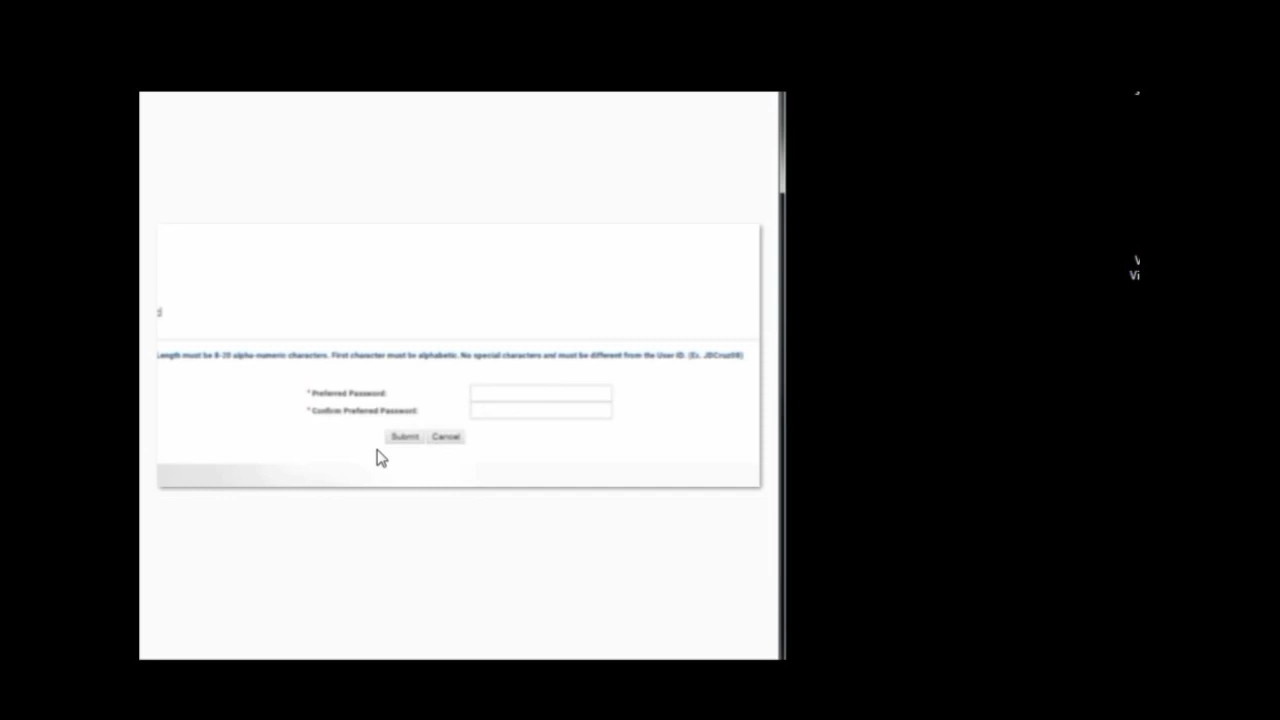 Length must be 8-20 alpha-numeric characters. First character must be alphabetic. No special characters and must be different from the User ID. (Ex. JDCruz08)
* Preferred Password:
* Confirm Preferred Password:
Submit Cancel
V
Vi